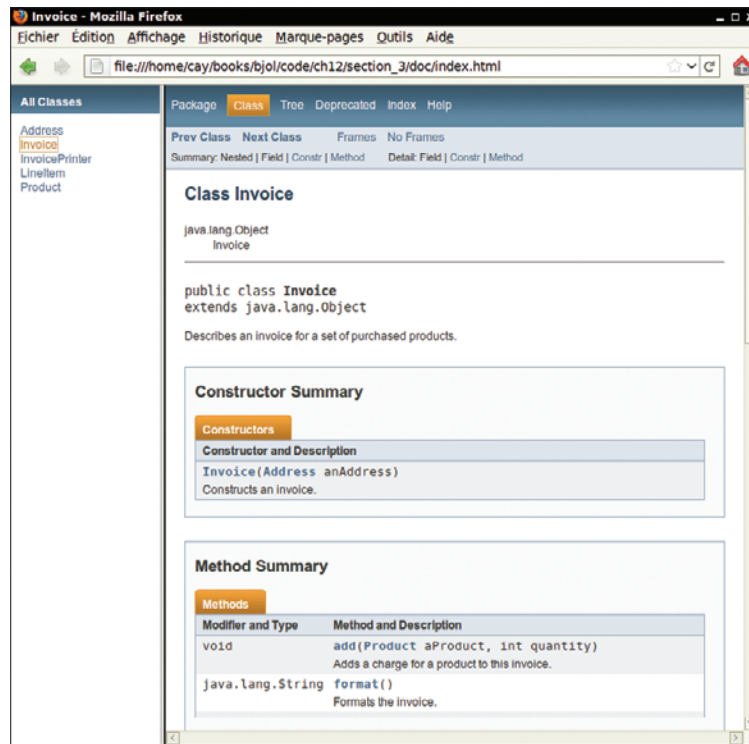 Invoice - Mozilla Firefox
Fichier Édition Affichage Historique Marque-pages Outils Aide
file:///home/cay/books/bjol/code/ch12/section_3/doc/index.html
All Classes
Address
Invoice
InvoicePrinter
LineItem
Product
Package Class Tree Deprecated Index Help
Prev Class Next Class Frames No Frames
Summary: Nested | Field | Constr | Method Detail: Field | Constr | Method
Class Invoice
java.lang.Object
Invoice
public class Invoice
extends java.lang.Object
Describes an invoice for a set of purchased products.
Constructor Summary
Constructors
Constructor and Description
Invoice(Address anAddress)
Constructs an invoice.
Method Summary
Methods
Modifier and Type Method and Description
void add(Product aProduct, int quantity)
Adds a charge for a product to this invoice.
java.lang.String format()
Formats the invoice.